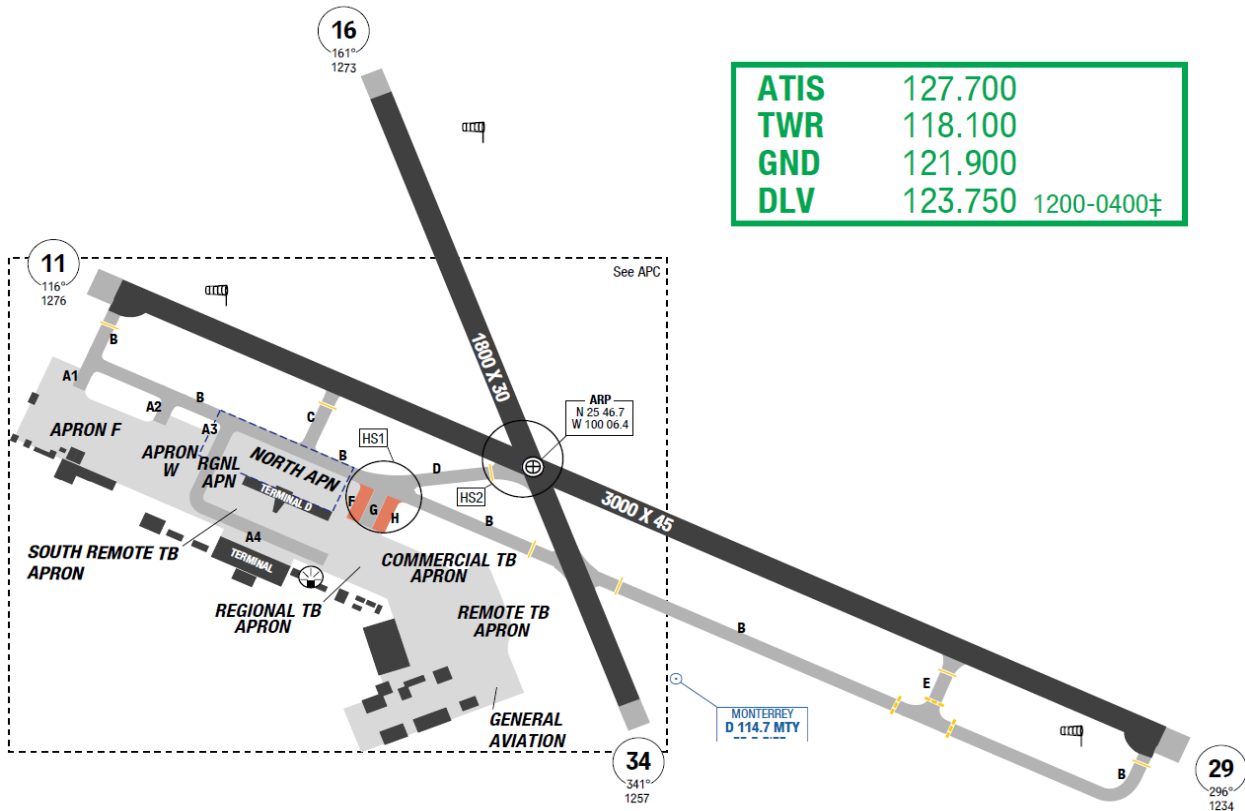 16
161°
1273
ATIS 127.700
TWR 118.100
GND 121.900
DLV 123.750 1200-0400‡
See APC
11
116°
1276
1800 X 30
ARP
N 25 46.7
W 100 06.4
B
A1
A2
B
A3
C
HS1
B
D
HS2
APRON F
APRON
W
RGNL
APN
NORTH APN
TERMINAL D
F
G
H
B
3000 X 45
A4
TERMINAL
SOUTH REMOTE TB
APRON
COMMERCIAL TB
APRON
REGIONAL TB
APRON
REMOTE TB
APRON
B
E
MONTERREY
D 114.7 MTY
GENERAL
AVIATION
34
341°
1257
B
29
296°
1234